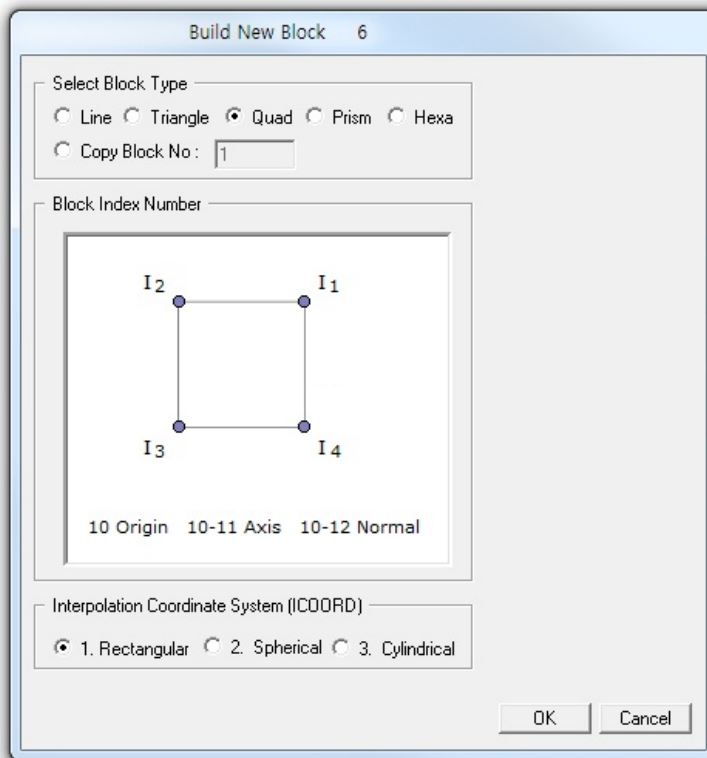 Build New Block 6
Select Block Type
Line Triangle Quad Prism Hexa
Copy Block No : 1
Block Index Number
I2 I1
I3 I4
10 Origin 10-11 Axis 10-12 Normal
Interpolation Coordinate System (ICOORD)
1. Rectangular 2. Spherical 3. Cylindrical
OK Cancel